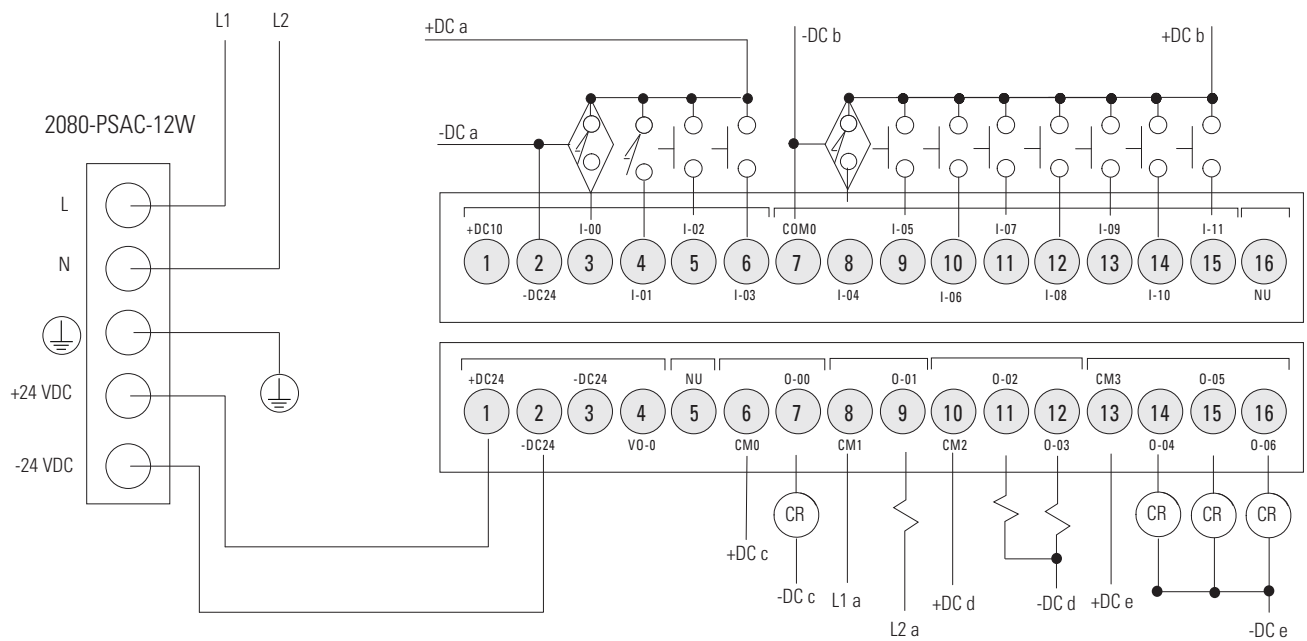 L1 L2
+DC a
-DC b
+DC b
2080-PSAC-12W
-DC a
L
N
+24 VDC
-24 VDC
+DC10 I-00 I-02 COM0 I-05 I-07 I-09 I-11
1 2 3 4 5 6 7 8 9 10 11 12 13 14 15 16
-DC24 I-01 I-03 I-04 I-06 I-08 I-10 NU
+DC24 -DC24 NU O-00 O-01 O-02 CM3 O-05
1 2 3 4 5 6 7 8 9 10 11 12 13 14 15 16
-DC24 VO-0 CM0 CM1 CM2 O-03 O-04 O-06
CR CR CR CR
+DC c
-DC c
L1 a
L2 a
+DC d
-DC d
+DC e
-DC e